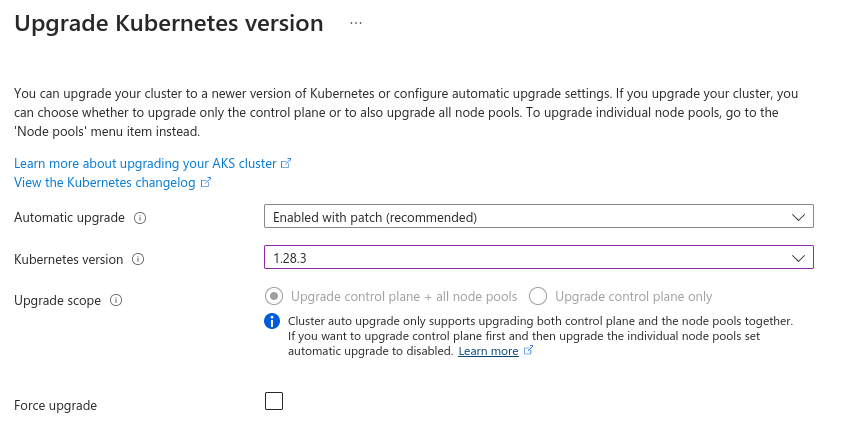 Upgrade Kubernetes version ...
You can upgrade your cluster to a newer version of Kubernetes or configure automatic upgrade settings. If you upgrade your cluster, you
can choose whether to upgrade only the control plane or to also upgrade all node pools. To upgrade individual node pools, go to the
'Node pools' menu item instead.
Learn more about upgrading your AKS cluster
View the Kubernetes changelog
Automatic upgrade
Enabled with patch (recommended)
Kubernetes version
1.28.3
Upgrade scope
Upgrade control plane + all node pools
Upgrade control plane only
Cluster auto upgrade only supports upgrading both control plane and the node pools together.
If you want to upgrade control plane first and then upgrade the individual node pools set
automatic upgrade to disabled. Learn more
Force upgrade